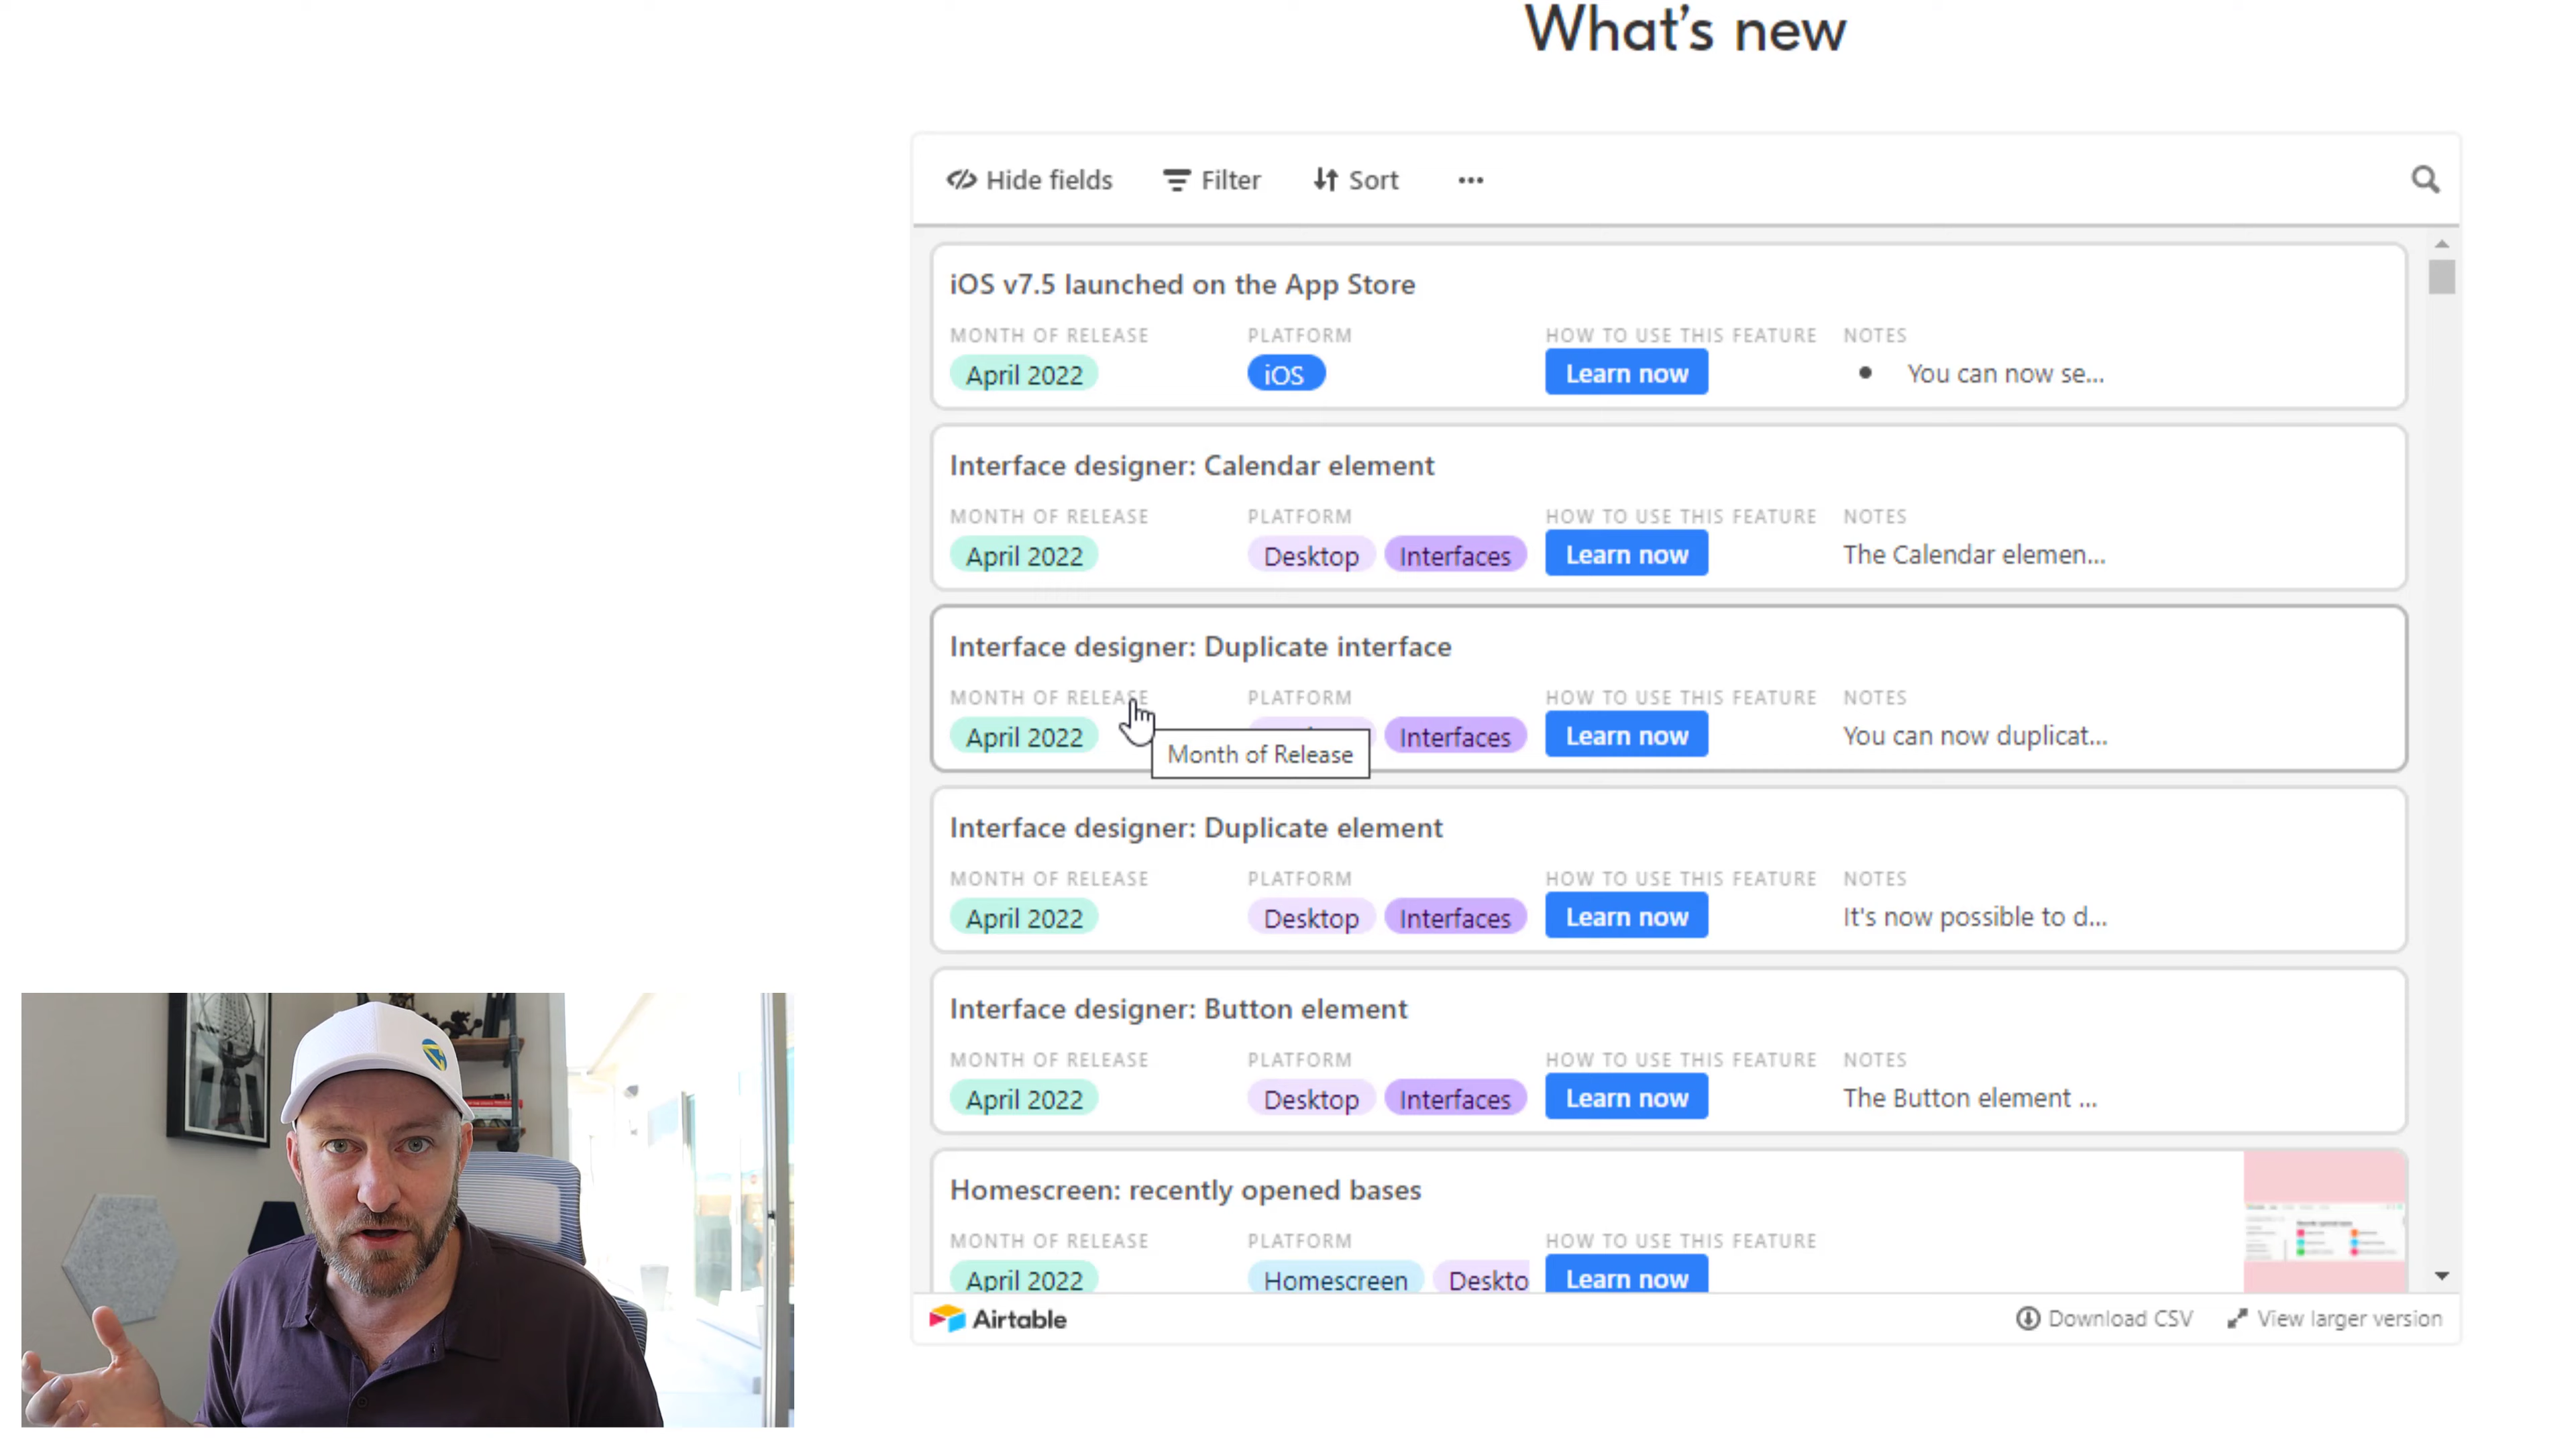 What's new
Hide fields Filter Sort
iOS v7.5 launched on the App Store
MONTH OF RELEASE PLATFORM HOW TO USE THIS FEATURE NOTES
April 2022 iOS Learn now • You can now se...
Interface designer: Calendar element
MONTH OF RELEASE PLATFORM HOW TO USE THIS FEATURE NOTES
April 2022 Desktop Interfaces Learn now The Calendar elemen...
Interface designer: Duplicate interface
MONTH OF RELEASE PLATFORM HOW TO USE THIS FEATURE NOTES
April 2022 Interfaces Learn now You can now duplicat...
Month of Release
Interface designer: Duplicate element
MONTH OF RELEASE PLATFORM HOW TO USE THIS FEATURE NOTES
April 2022 Desktop Interfaces Learn now It's now possible to d...
Interface designer: Button element
MONTH OF RELEASE PLATFORM HOW TO USE THIS FEATURE NOTES
April 2022 Desktop Interfaces Learn now The Button element ...
Homescreen: recently opened bases
MONTH OF RELEASE PLATFORM HOW TO USE THIS FEATURE
April 2022 Homescreen Deskto Learn now
Airtable Download CSV View larger version